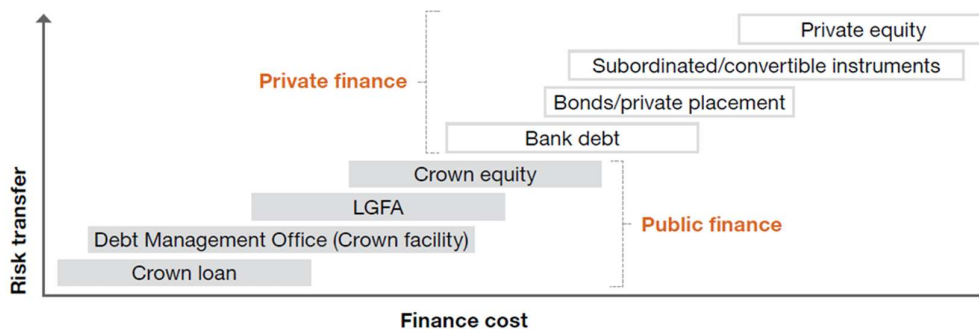 Private equity
Subordinated/convertible instruments
Private finance
Bonds/private placement
Bank debt
Crown equity
LGFA
Public finance
Debt Management Office (Crown facility)
Crown loan
Risk transfer
Finance cost